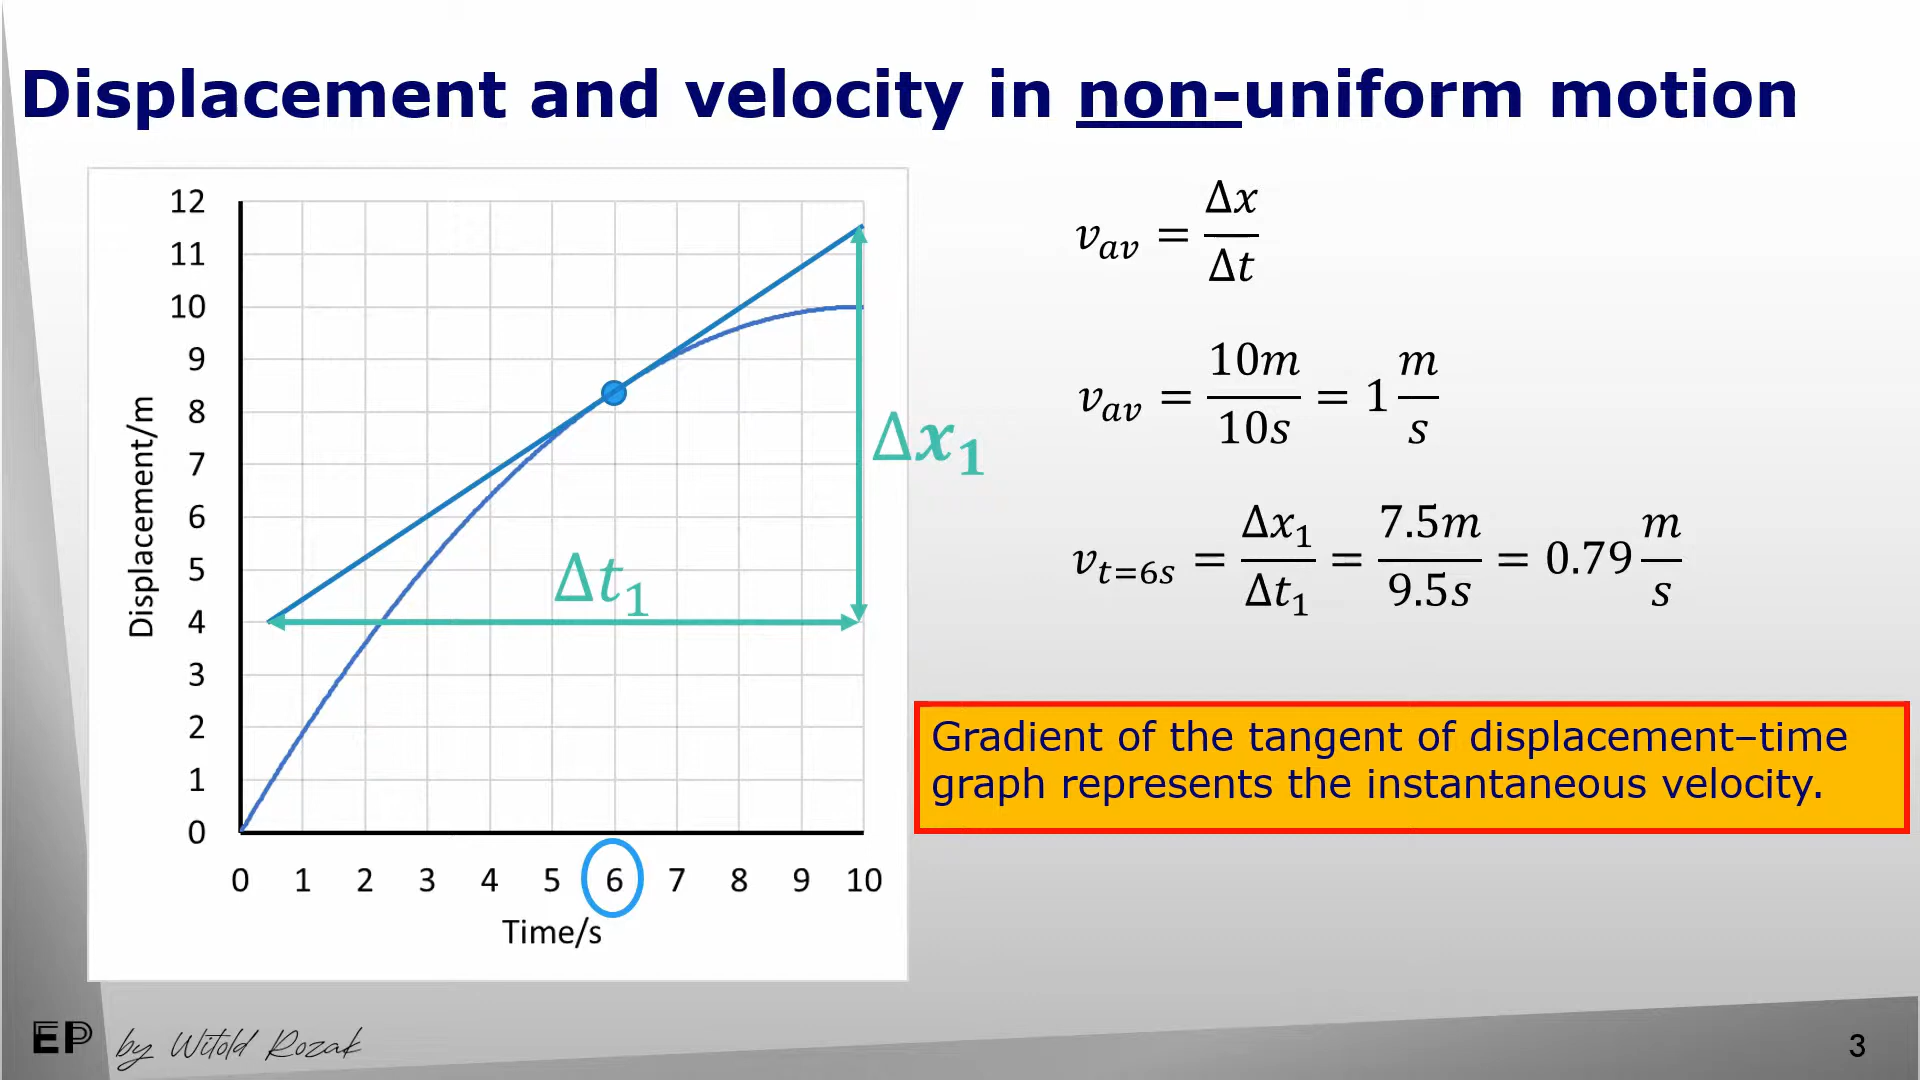 Displacement and velocity in non-uniform motion
12
11
10
9
8
7
6
5
4
3
2
1
0
Displacement/m
0 1 2 3 4 5 6 7 8 9 10
Time/s
Δx₁
Δt₁
v_av = Δx/Δt
v_av = 10m/10s = 1 m/s
v_t=6s = Δx₁/Δt₁ = 7.5m/9.5s = 0.79 m/s
Gradient of the tangent of displacement–time
graph represents the instantaneous velocity.
EP by Witold Rozak
3